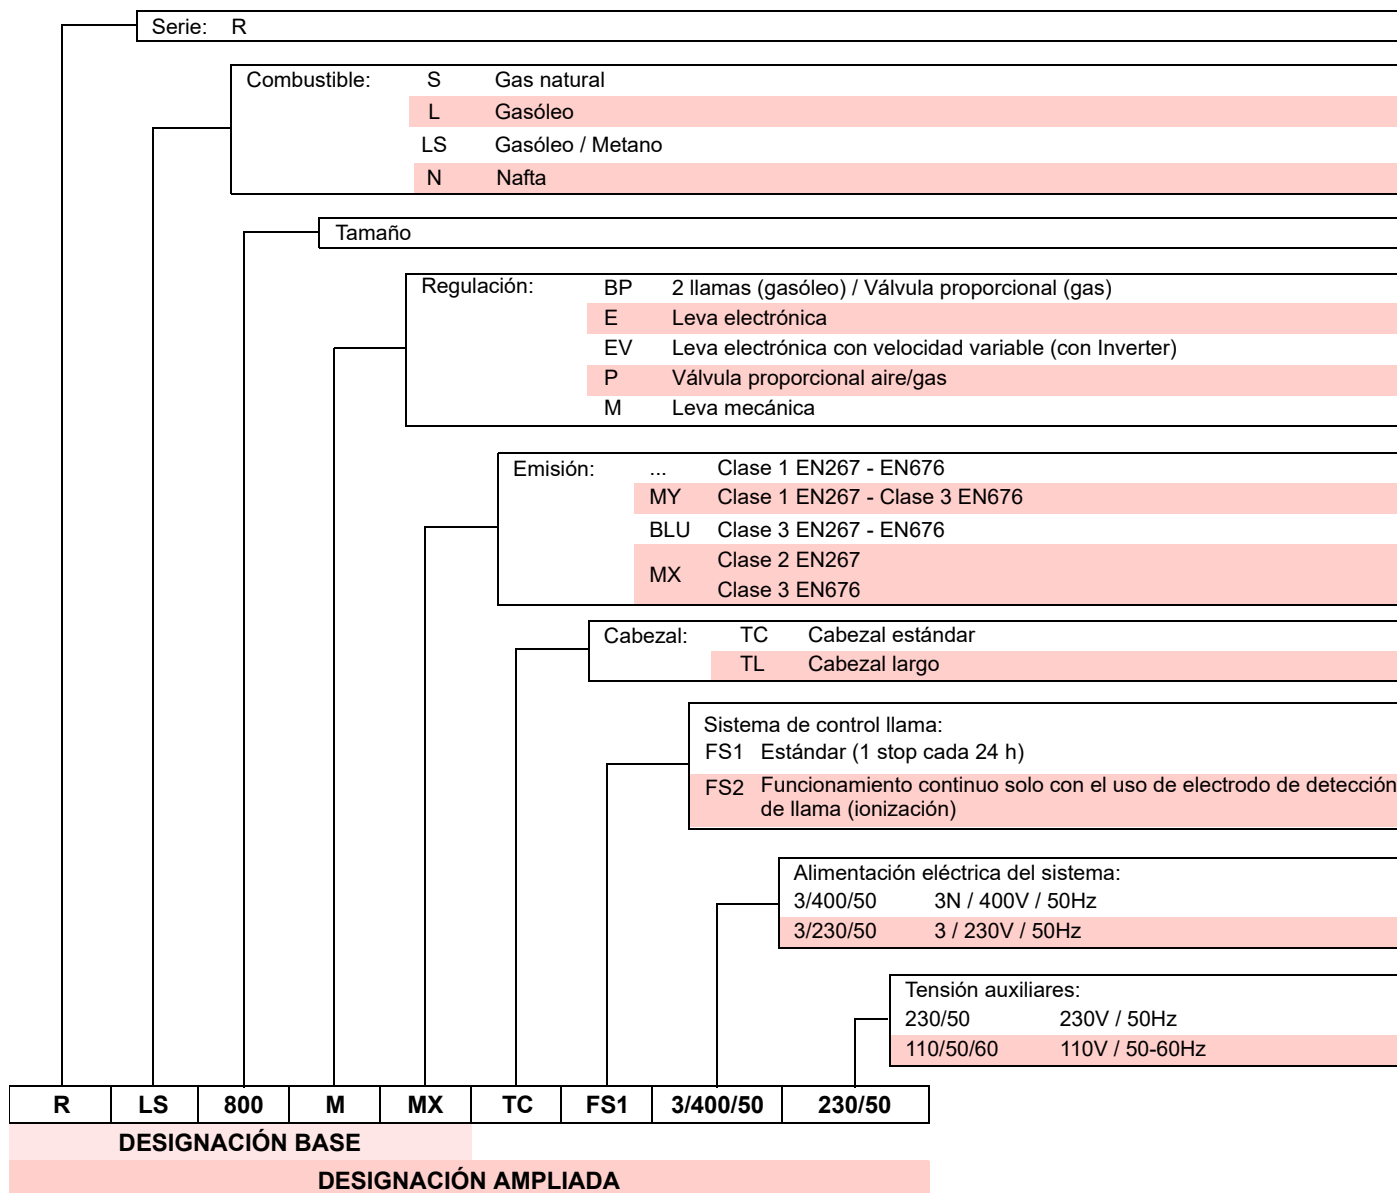 Serie: R
Combustible: S Gas natural
L Gasóleo
LS Gasóleo / Metano
N Nafta
Tamaño
Regulación: BP 2 llamas (gasóleo) / Válvula proporcional (gas)
E Leva electrónica
EV Leva electrónica con velocidad variable (con Inverter)
P Válvula proporcional aire/gas
M Leva mecánica
Emisión: ... Clase 1 EN267 - EN676
MY Clase 1 EN267 - Clase 3 EN676
BLU Clase 3 EN267 - EN676
MX Clase 2 EN267
Clase 3 EN676
Cabezal: TC Cabezal estándar
TL Cabezal largo
Sistema de control llama:
FS1 Estándar (1 stop cada 24 h)
FS2 Funcionamiento continuo solo con el uso de electrodo de detección
de llama (ionización)
Alimentación eléctrica del sistema:
3/400/50 3N / 400V / 50Hz
3/230/50 3 / 230V / 50Hz
Tensión auxiliares:
230/50 230V / 50Hz
110/50/60 110V / 50-60Hz
R LS 800 M MX TC FS1 3/400/50 230/50
DESIGNACIÓN BASE
DESIGNACIÓN AMPLIADA